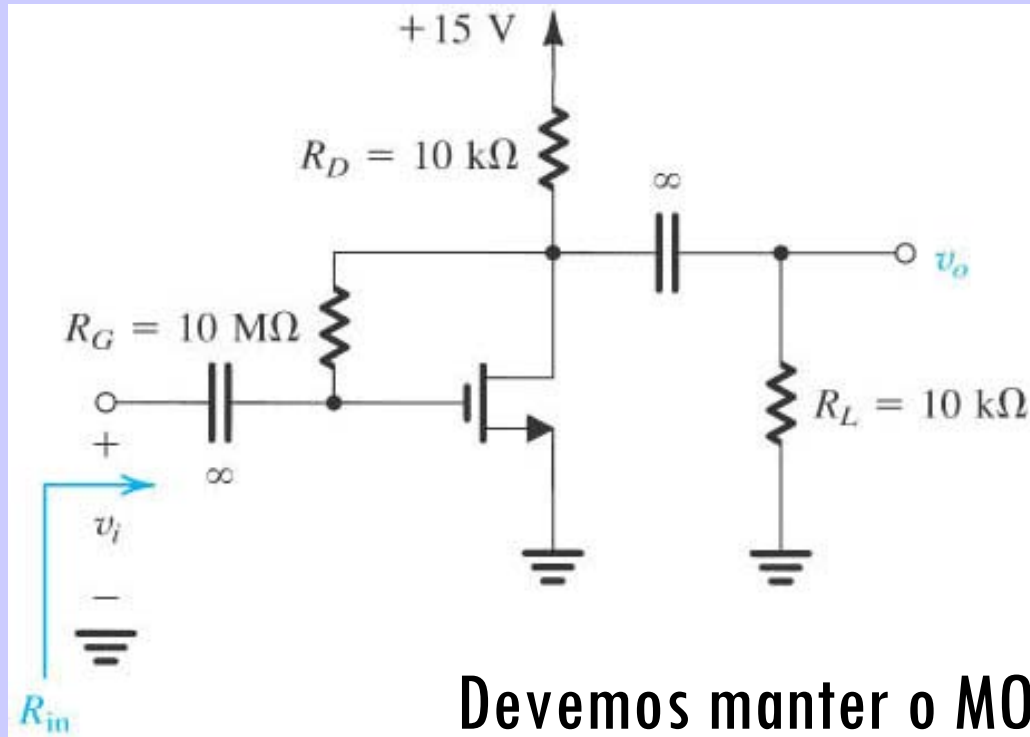 +15 V
R_D = 10 kΩ
∞
v_o
R_G = 10 MΩ
R_L = 10 kΩ
+
∞
v_i
−
R_in
Devemos manter o MO